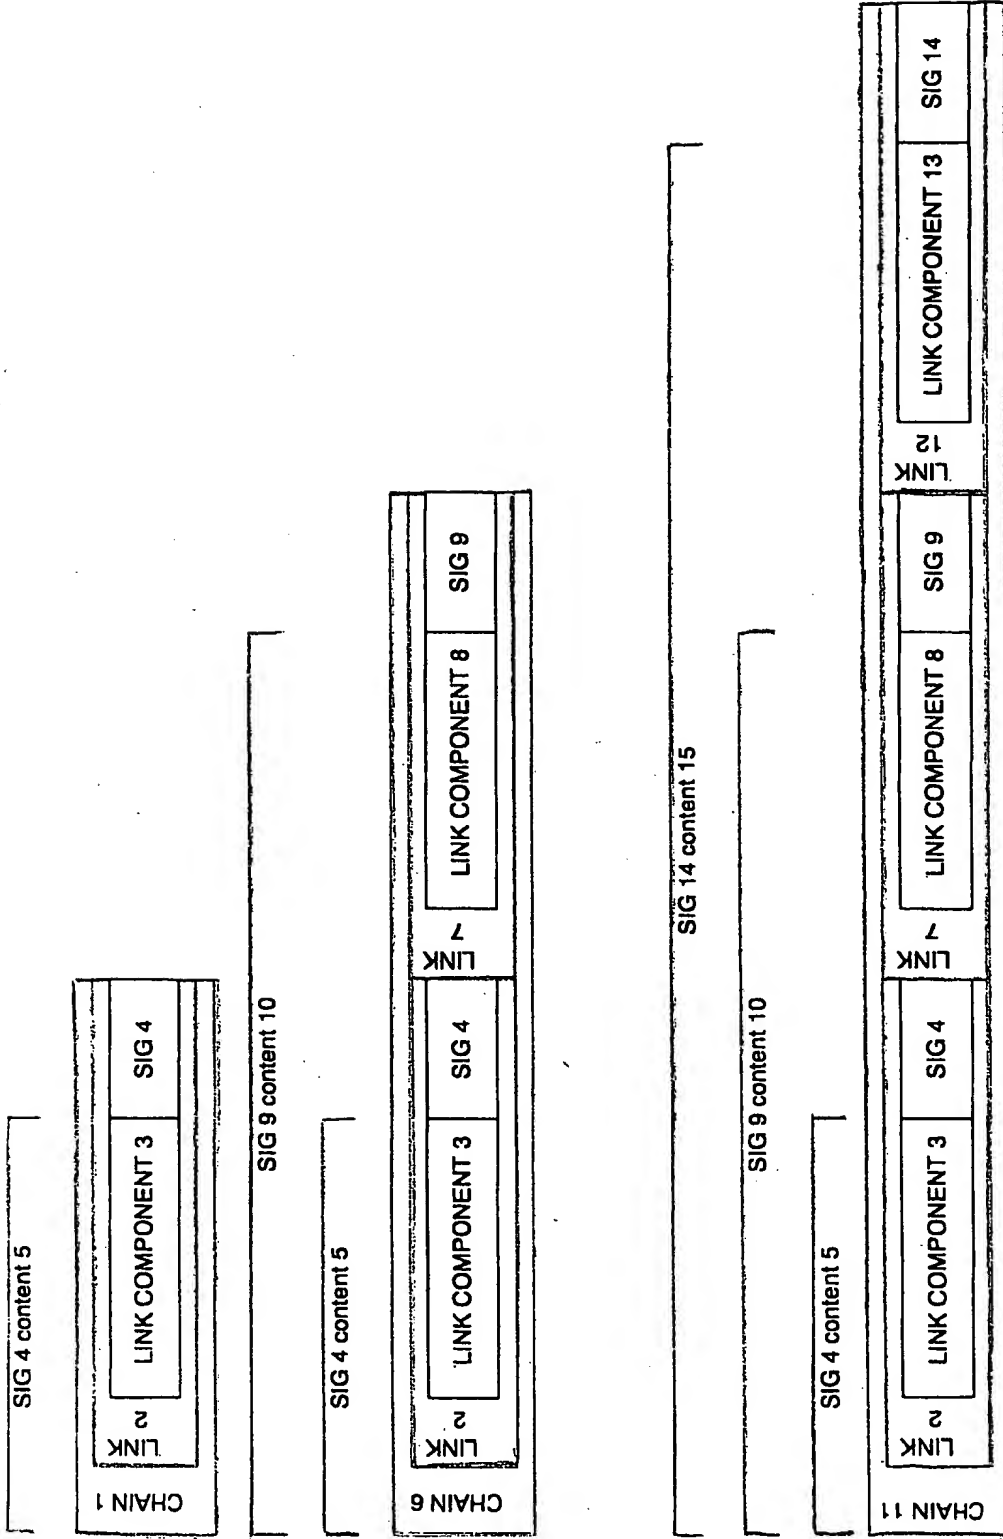 SIG 4 content 5
CHAIN 1
LINK
2
LINK COMPONENT 3
SIG 4
SIG 9 content 10
SIG 4 content 5
CHAIN 6
LINK
2
LINK COMPONENT 3
SIG 4
LINK
7
LINK COMPONENT 8
SIG 9
SIG 14 content 15
SIG 9 content 10
SIG 4 content 5
CHAIN 11
LINK
2
LINK COMPONENT 3
SIG 4
LINK
7
LINK COMPONENT 8
SIG 9
LINK
12
LINK COMPONENT 13
SIG 14